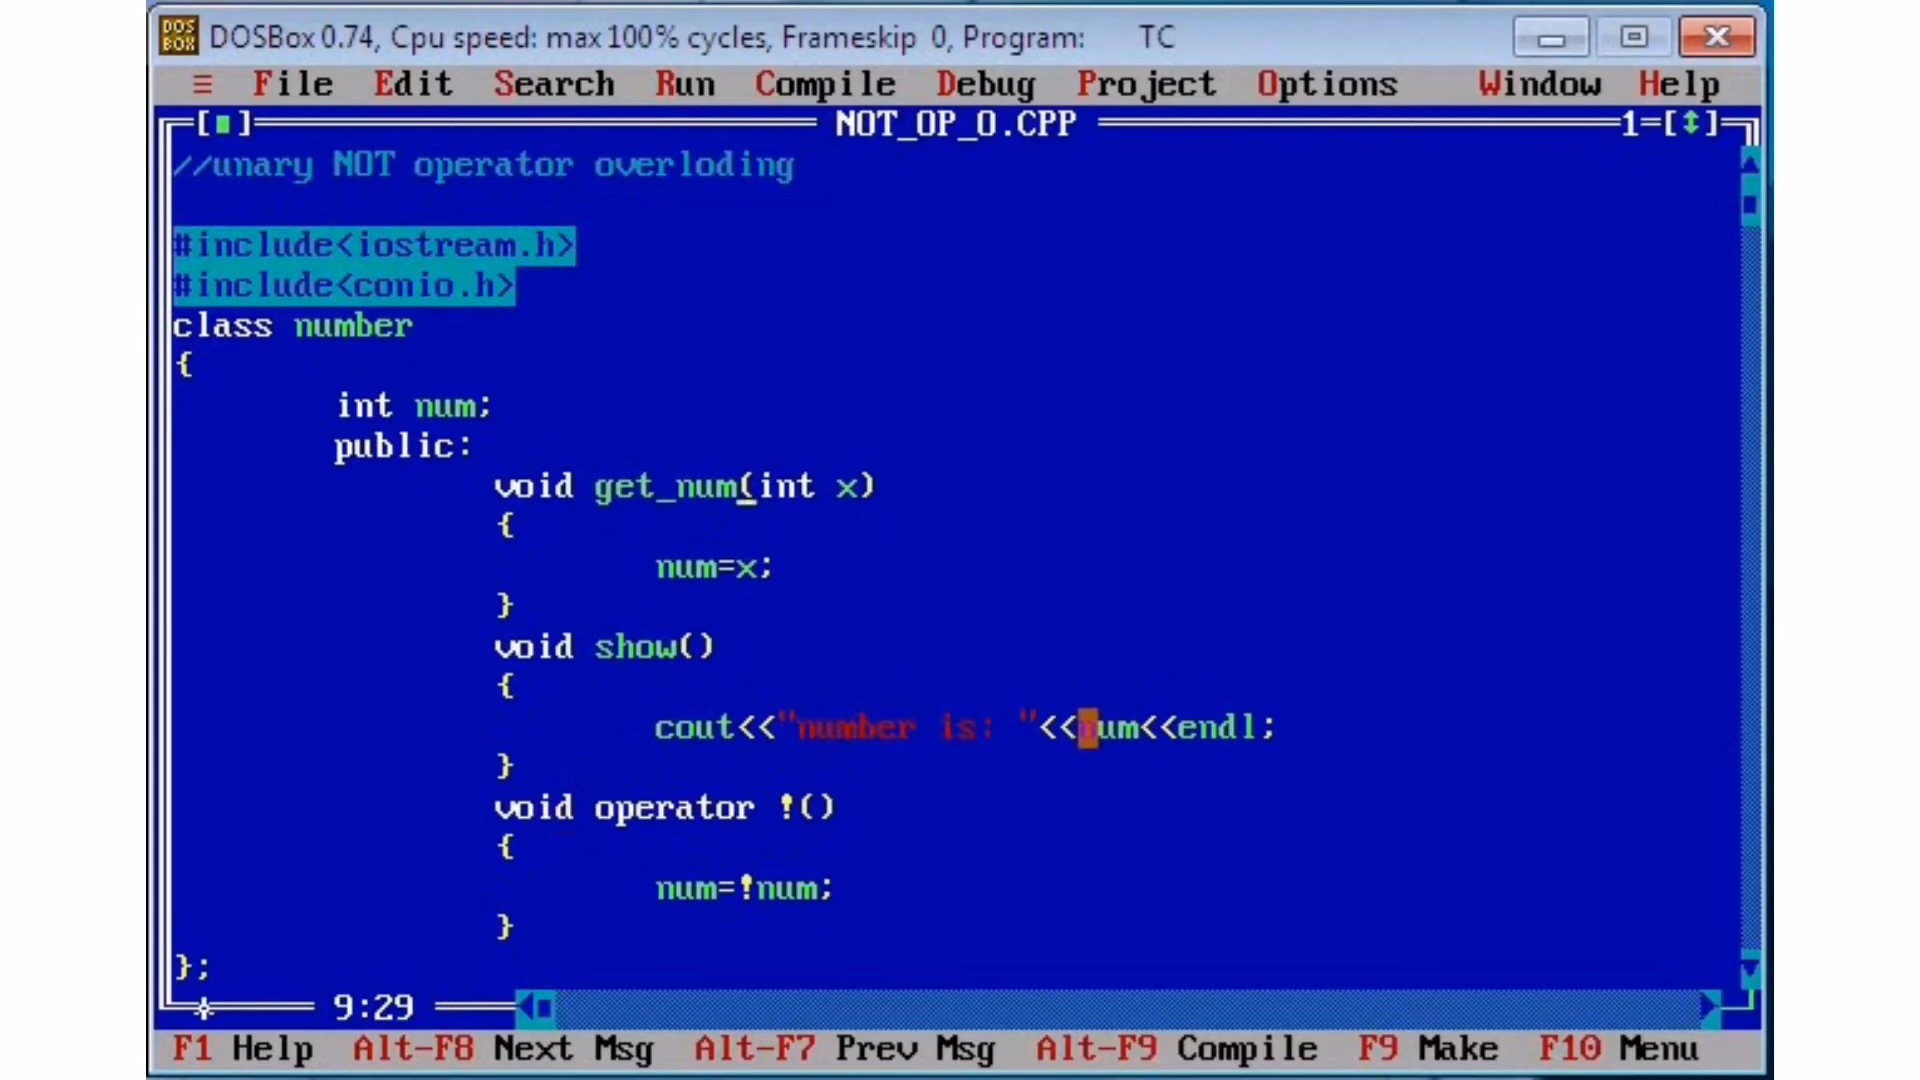 DOS BOX DOSBox 0.74, Cpu speed: max 100% cycles, Frameskip 0, Program: TC
≡ File Edit Search Run Compile Debug Project Options Window Help
[■] NOT_OP_O.CPP 1=[↕]
//unary NOT operator overloding
#include<iostream.h>
#include<conio.h>
class number
{
int num;
public:
void get_num(int x)
{
num=x;
}
void show()
{
cout<<"number is: "<<num<<endl;
}
void operator !()
{
num=!num;
}
};
9:29
F1 Help Alt-F8 Next Msg Alt-F7 Prev Msg Alt-F9 Compile F9 Make F10 Menu